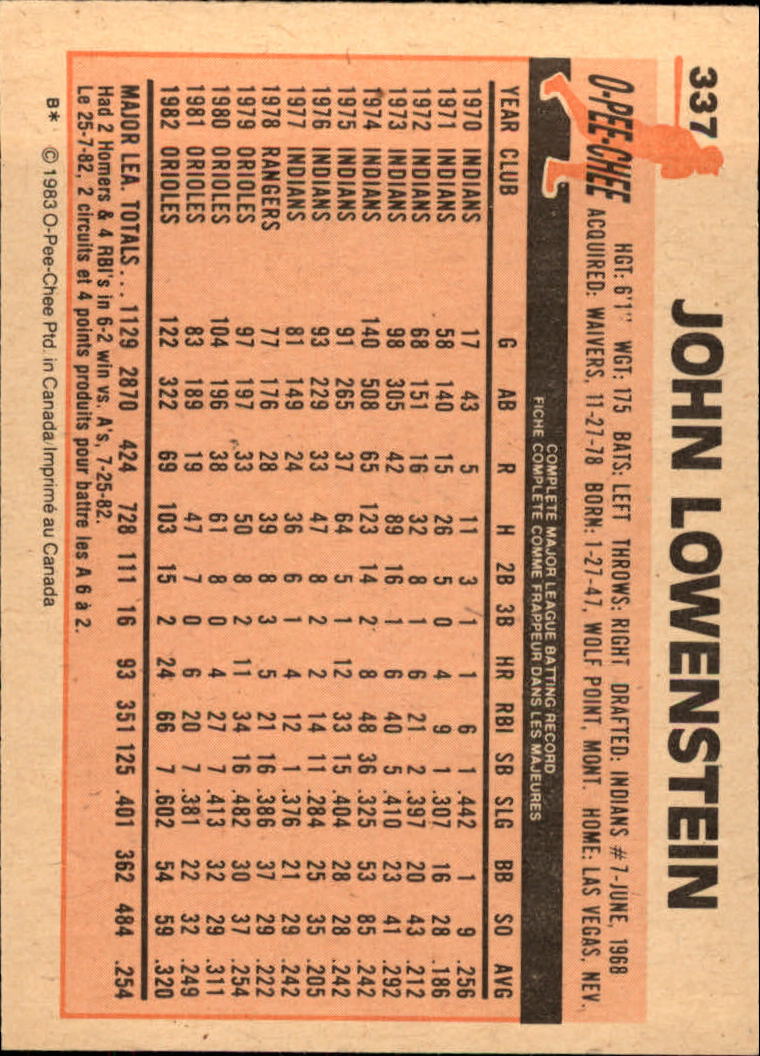 337
JOHN LOWENSTEIN
O-PEE-CHEE
HGT: 6'1" WGT: 175 BATS: LEFT THROWS: RIGHT DRAFTED: INDIANS #7-JUNE, 1968
ACQUIRED: WAIVERS, 11-27-78 BORN: 1-27-47, WOLF POINT, MONT. HOME: LAS VEGAS, NEV.
COMPLETE MAJOR LEAGUE BATTING RECORD
FICHE COMPLÈTE COMME FRAPPEUR DANS LES MAJEURES
YEAR CLUB G AB R H 2B 3B HR RBI SB SLG BB SO AVG
1970 INDIANS 17 43 5 11 3 1 1 6 1 .442 1 9 .256
1971 INDIANS 58 140 15 26 5 0 4 9 1 .307 16 28 .186
1972 INDIANS 68 151 16 32 8 1 6 21 2 .397 20 43 .212
1973 INDIANS 98 305 42 89 16 1 6 40 5 .410 23 41 .292
1974 INDIANS 140 508 65 123 14 2 8 48 36 .325 53 85 .242
1975 INDIANS 91 265 37 64 5 1 12 33 15 .404 28 28 .242
1976 INDIANS 93 229 33 47 8 2 2 14 11 .284 25 35 .205
1977 INDIANS 81 149 24 36 6 1 4 12 1 .376 21 29 .242
1978 RANGERS 77 176 28 39 8 3 5 21 16 .386 37 29 .222
1979 ORIOLES 97 197 33 50 8 2 11 34 16 .482 30 37 .254
1980 ORIOLES 104 196 38 61 8 0 4 27 7 .413 32 29 .311
1981 ORIOLES 83 189 19 47 7 0 6 20 7 .381 22 32 .249
1982 ORIOLES 122 322 69 103 15 2 24 66 7 .602 54 59 .320
MAJOR LEA. TOTALS... 1129 2870 424 728 111 16 93 351 125 .401 362 484 .254
Had 2 Homers & 4 RBI's in 6-2 win vs. A's, 7-25-82.
Le 25-7-82, 2 circuits et 4 points produits pour battre les A 6 à 2.
B* © 1983 O-Pee-Chee Ptd. in Canada/Imprimé au Canada